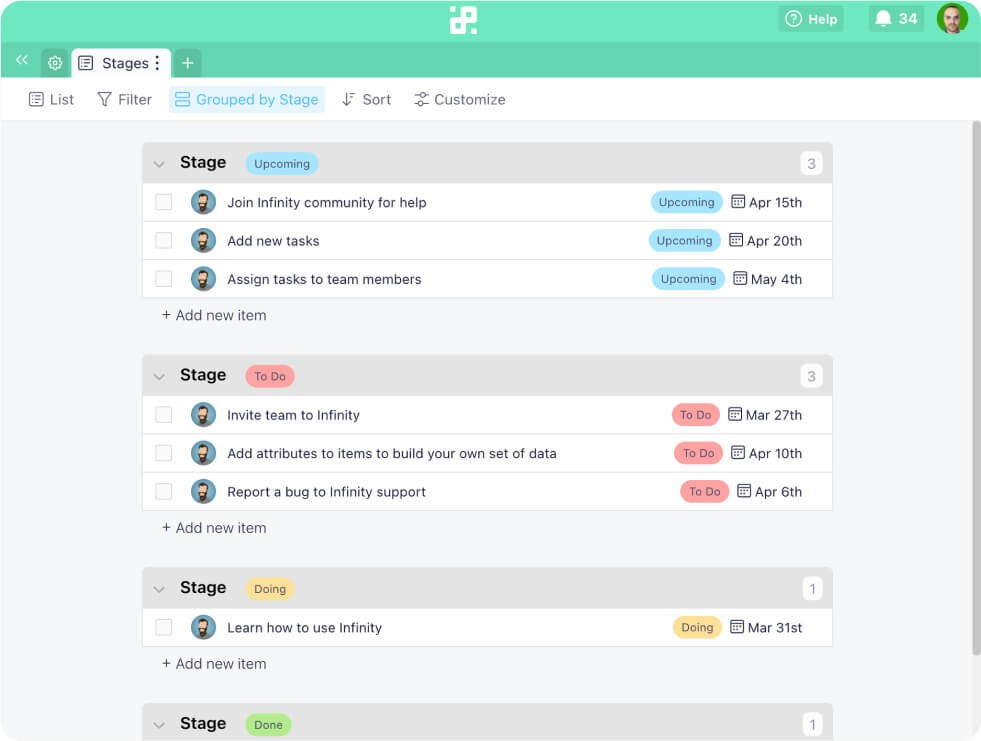 Help 34
Stages
List Filter Grouped by Stage Sort Customize
Stage Upcoming 3
Join Infinity community for help Upcoming Apr 15th
Add new tasks Upcoming Apr 20th
Assign tasks to team members Upcoming May 4th
+ Add new item
Stage To Do 3
Invite team to Infinity To Do Mar 27th
Add attributes to items to build your own set of data To Do Apr 10th
Report a bug to Infinity support To Do Apr 6th
+ Add new item
Stage Doing 1
Learn how to use Infinity Doing Mar 31st
+ Add new item
Stage Done 1